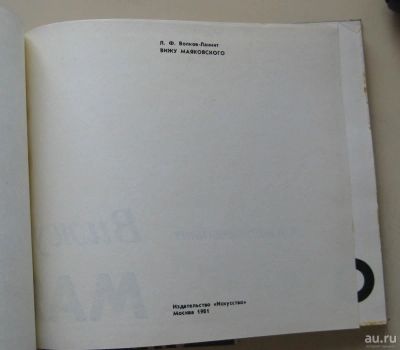 Л. Ф. Волков-Ланнит
ВИЖУ МАЯКОВСКОГО
Издательство «Искусство»
Москва 1981
au.ru